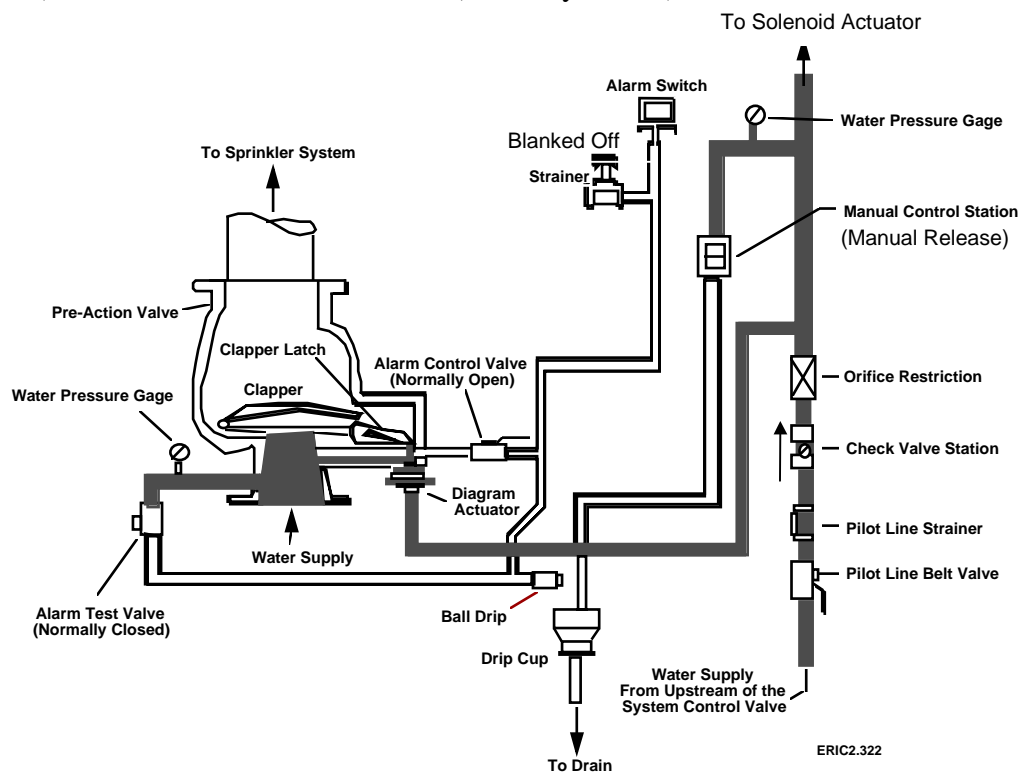 To Solenoid Actuator
Alarm Switch
Water Pressure Gage
Blanked Off
Strainer
To Sprinkler System
Manual Control Station
(Manual Release)
Pre-Action Valve
Clapper Latch
Alarm Control Valve
(Normally Open)
Orifice Restriction
Clapper
Water Pressure Gage
Check Valve Station
Diagram
Actuator
Pilot Line Strainer
Water Supply
Pilot Line Belt Valve
Alarm Test Valve
(Normally Closed)
Ball Drip
Drip Cup
Water Supply
From Upstream of the
System Control Valve
ERIC2.322
To Drain